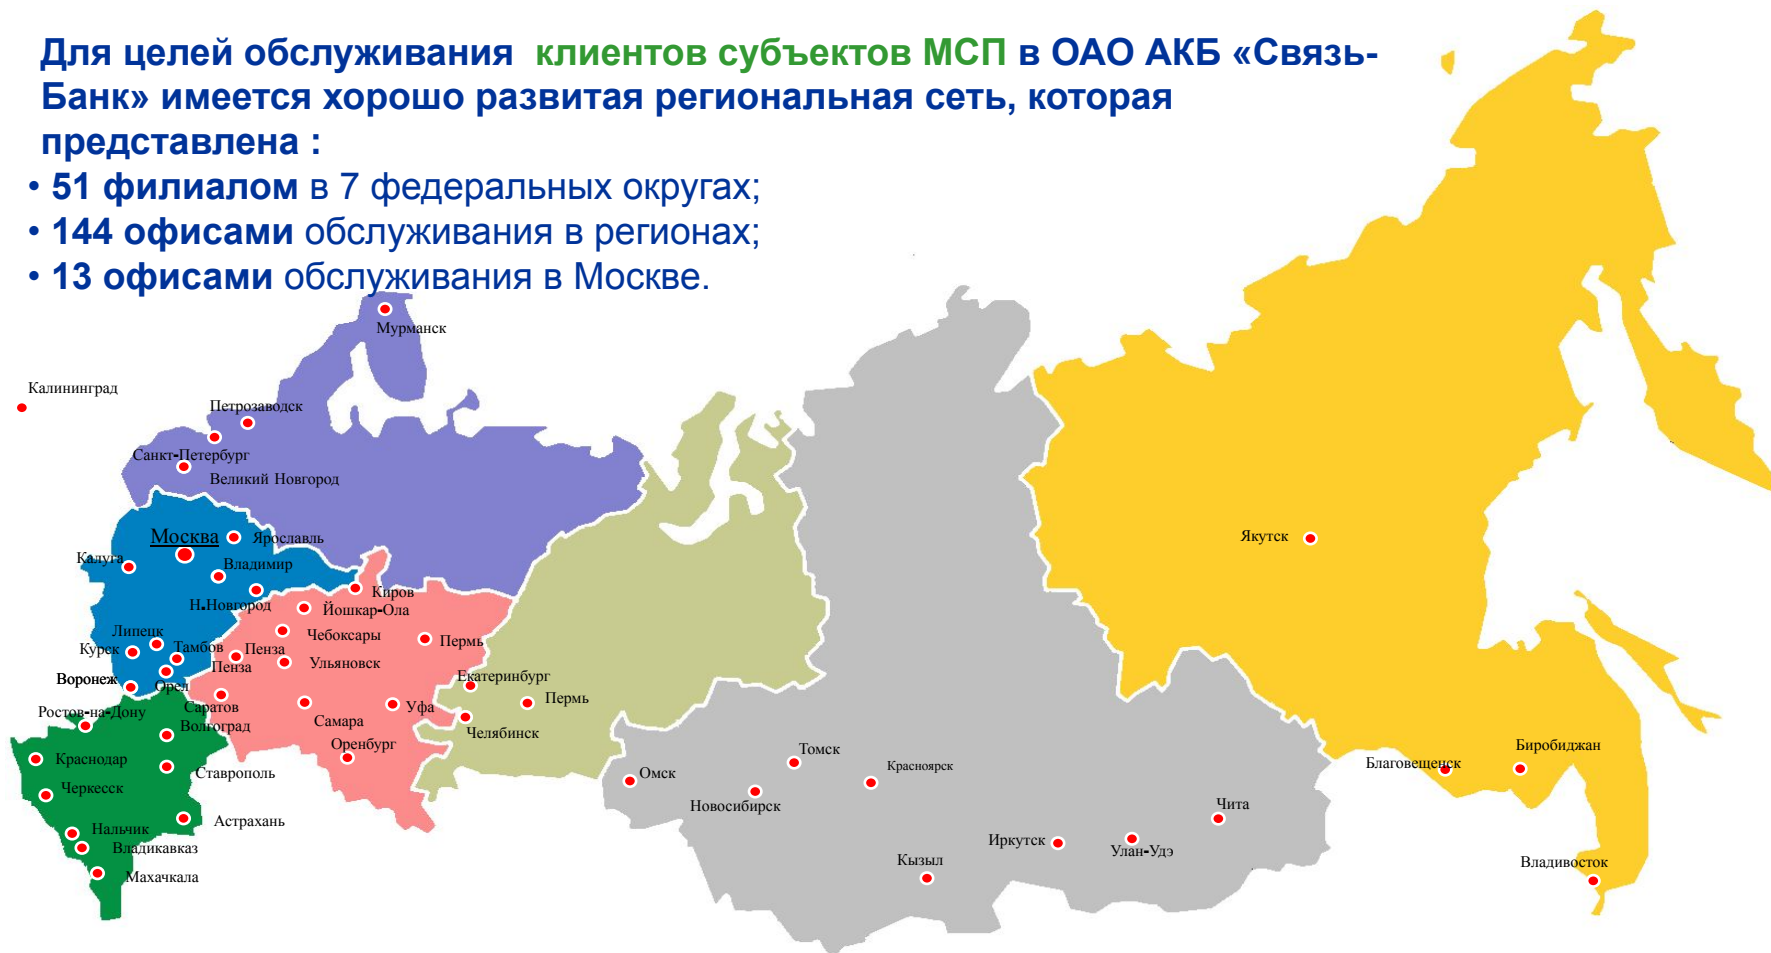 Для целей обслуживания клиентов субъектов МСП в ОАО АКБ «Связь-
Банк» имеется хорошо развитая региональная сеть, которая
представлена :
• 51 филиалом в 7 федеральных округах;
• 144 офисами обслуживания в регионах;
• 13 офисами обслуживания в Москве.
Мурманск
Калининград
Петрозаводск
Санкт-Петербург
Великий Новгород
Москва
Ярославль
Калуга
Владимир
Киров
Н.Новгород
Йошкар-Ола
Липецк
Чебоксары
Пермь
Курск
Тамбов
Пенза
Пенза
Ульяновск
Воронеж
Орел
Екатеринбург
Саратов
Уфа
Пермь
Ростов-на-Дону
Волгоград
Самара
Челябинск
Оренбург
Краснодар
Ставрополь
Черкесск
Астрахань
Нальчик
Владикавказ
Махачкала
Омск
Томск
Красноярск
Новосибирск
Кызыл
Иркутск
Улан-Удэ
Чита
Якутск
Благовещенск
Биробиджан
Владивосток